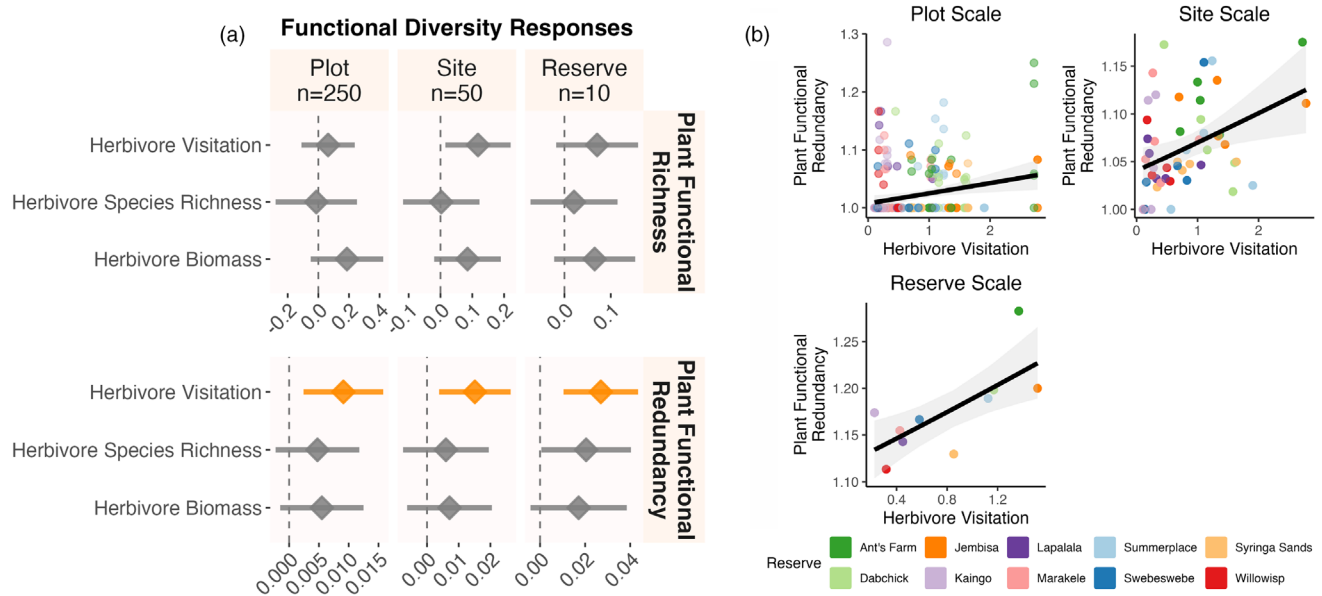 (a)
Functional Diversity Responses
Plot
n=250
Site
n=50
Reserve
n=10
Herbivore Visitation
Herbivore Species Richness
Herbivore Biomass
Plant Functional
Richness
-0.2
0.0
0.2
0.4
-0.1
0.0
0.1
0.2
0.0
0.1
Herbivore Visitation
Herbivore Species Richness
Herbivore Biomass
Plant Functional
Redundancy
0.000
0.005
0.010
0.015
0.00
0.01
0.02
0.00
0.02
0.04
(b)
Plot Scale
Plant Functional
Redundancy
1.3
1.2
1.1
1.0
0
1
2
Herbivore Visitation
Site Scale
Plant Functional
Redundancy
1.15
1.10
1.05
1.00
0
1
2
Herbivore Visitation
Reserve Scale
Plant Functional
Redundancy
1.25
1.20
1.15
1.10
0.4
0.8
1.2
Herbivore Visitation
Reserve
Ant's Farm
Jembisa
Lapalala
Summerplace
Syringa Sands
Dabchick
Kaingo
Marakele
Swebeswebe
Willowisp